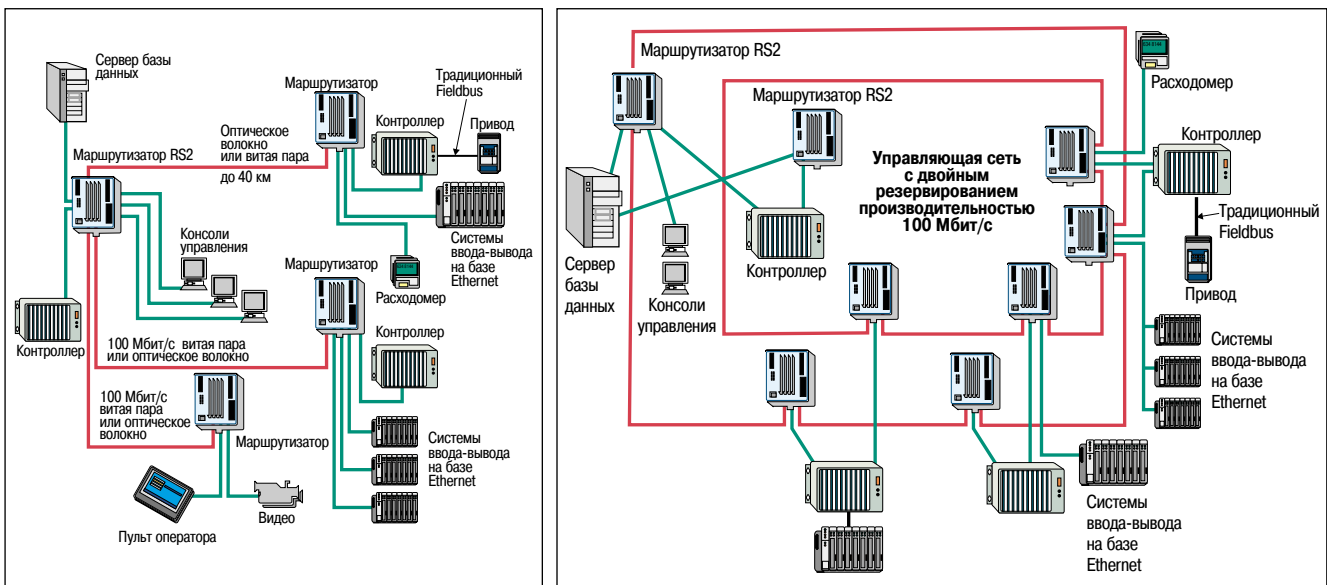 Сервер базы
данных
Маршрутизатор
Традиционный
Fieldbus
Контроллер
Привод
Оптическое
волокно
или витая пара
до 40 км
Маршрутизатор RS2
Системы
ввода-вывода
на базе
Ethernet
Консоли
управления
Маршрутизатор
Расходомер
Контроллер
Контроллер
100 Мбит/с витая пара
или оптическое волокно
100 Мбит/с
витая пара
или оптическое
волокно
Маршрутизатор
Системы
ввода-вывода
на базе
Ethernet
Видео
Пульт оператора
Маршрутизатор RS2
Расходомер
Маршрутизатор RS2
Контроллер
Управляющая сеть
с двойным
резервированием
производительностью
100 Мбит/с
Традиционный
Fieldbus
Сервер
базы
данных
Контроллер
Консоли
управления
Привод
Системы
ввода-вывода
на базе
Ethernet
Системы
ввода-вывода
на базе
Ethernet